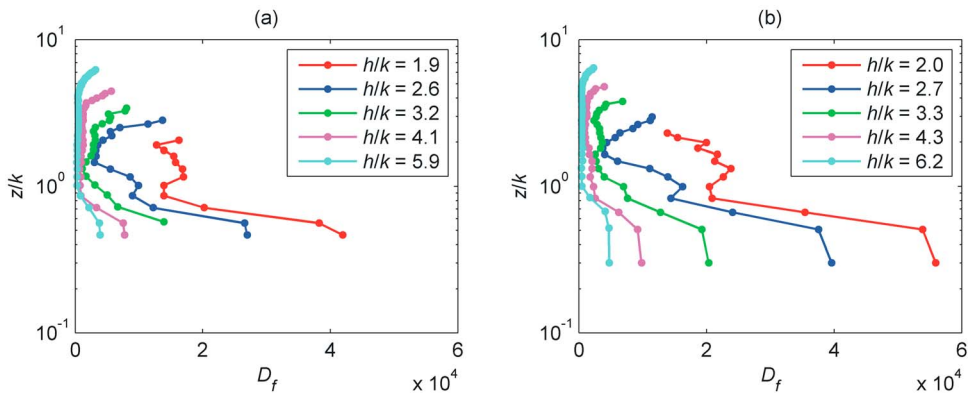 (a)
10^1
z/k
10^0
10^-1
0
2
4
6
D_f
x 10^4
h/k = 1.9
h/k = 2.6
h/k = 3.2
h/k = 4.1
h/k = 5.9
(b)
10^1
z/k
10^0
10^-1
0
2
4
6
D_f
x 10^4
h/k = 2.0
h/k = 2.7
h/k = 3.3
h/k = 4.3
h/k = 6.2